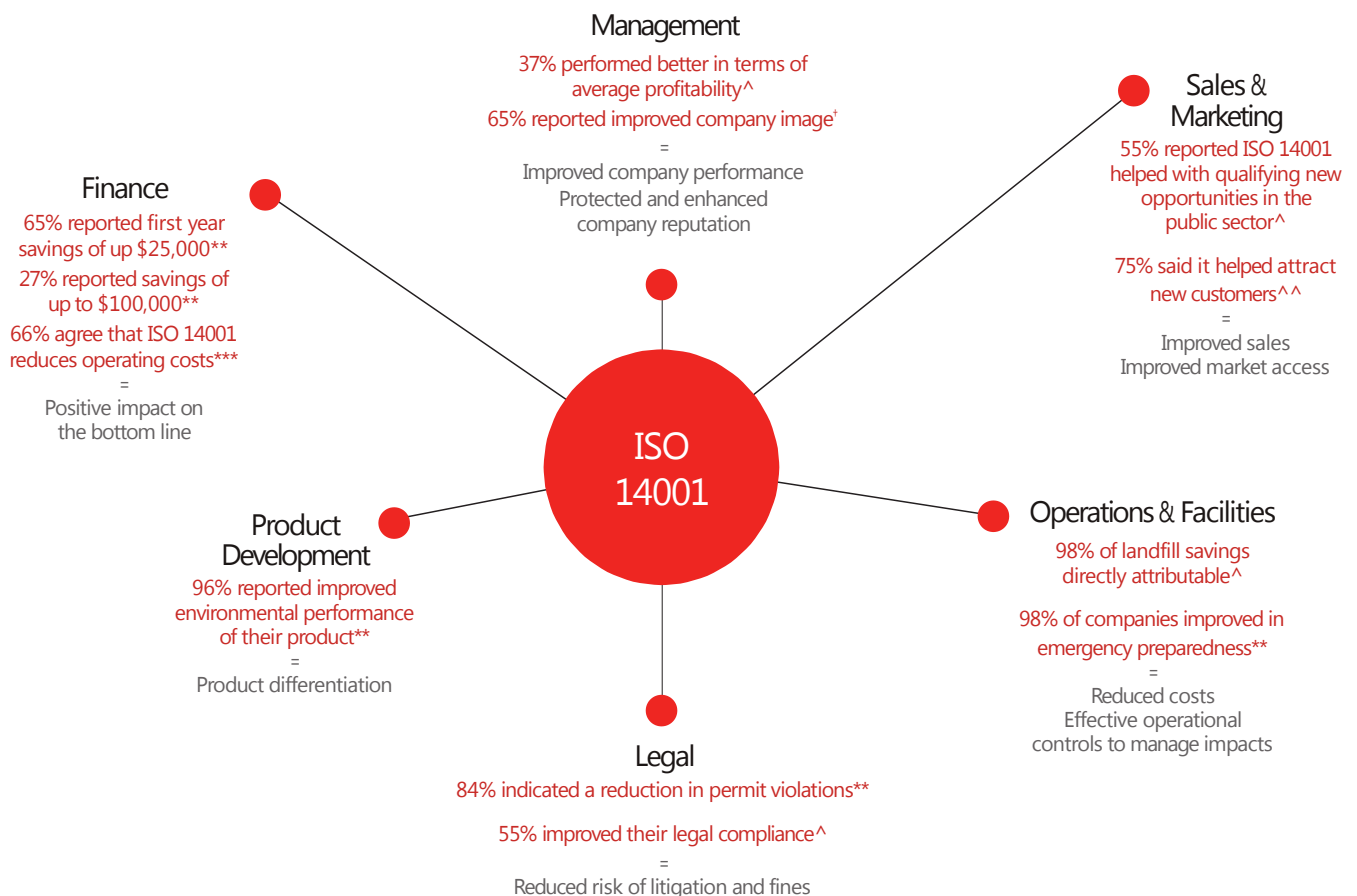 Management
37% performed better in terms of
average profitability^
65% reported improved company image†
=
Improved company performance
Protected and enhanced
company reputation
Sales &
Marketing
55% reported ISO 14001
helped with qualifying new
opportunities in the
public sector^
75% said it helped attract
new customers^^
=
Improved sales
Improved market access
Finance
65% reported first year
savings of up $25,000**
27% reported savings of
up to $100,000**
66% agree that ISO 14001
reduces operating costs***
=
Positive impact on
the bottom line
ISO
14001
Product
Development
96% reported improved
environmental performance
of their product**
=
Product differentiation
Operations & Facilities
98% of landfill savings
directly attributable^
98% of companies improved in
emergency preparedness**
=
Reduced costs
Effective operational
controls to manage impacts
Legal
84% indicated a reduction in permit violations**
55% improved their legal compliance^
=
Reduced risk of litigation and fines